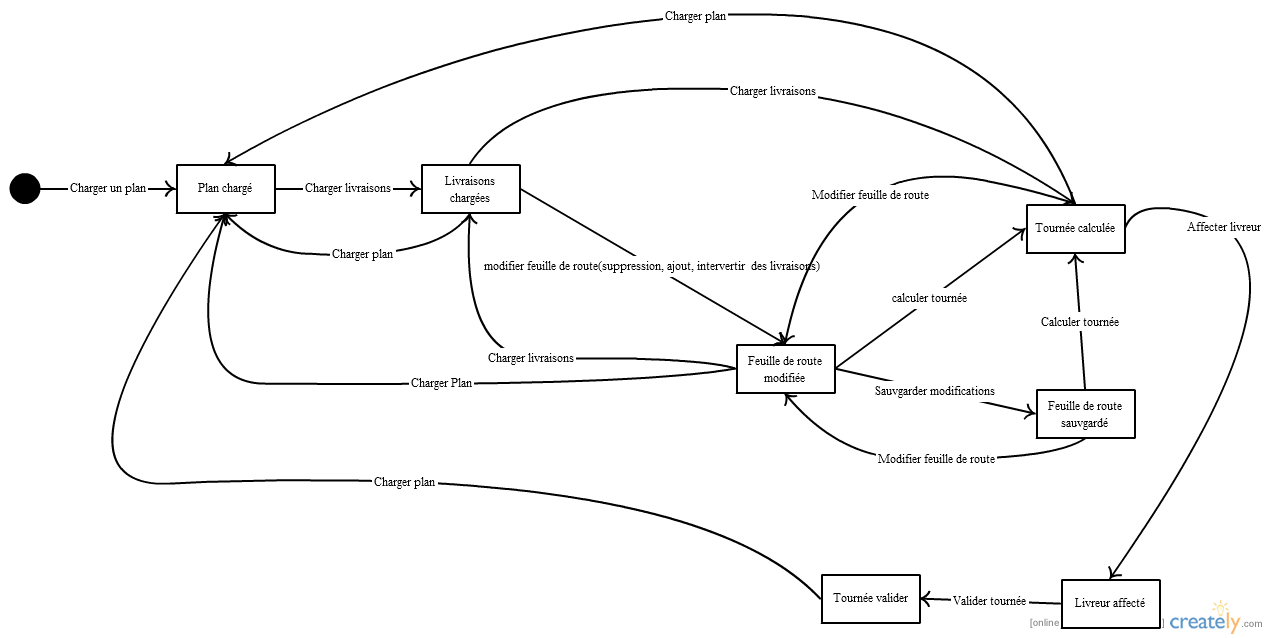 Charger plan
Charger livraisons
Charger un plan
Plan chargé
Charger livraisons
Livraisons
chargées
Modifier feuille de route
Tournée calculée
Affecter livreur
Charger plan
modifier feuille de route(suppression, ajout, intervertir des livraisons)
calculer tournée
Calculer tournée
Charger livraisons
Feuille de route
modifiée
Charger Plan
Sauvgarder modifications
Feuille de route
sauvgardé
Modifier feuille de route
Charger plan
Tournée valider
Valider tournée
Livreur affecté
[online
] creately.com